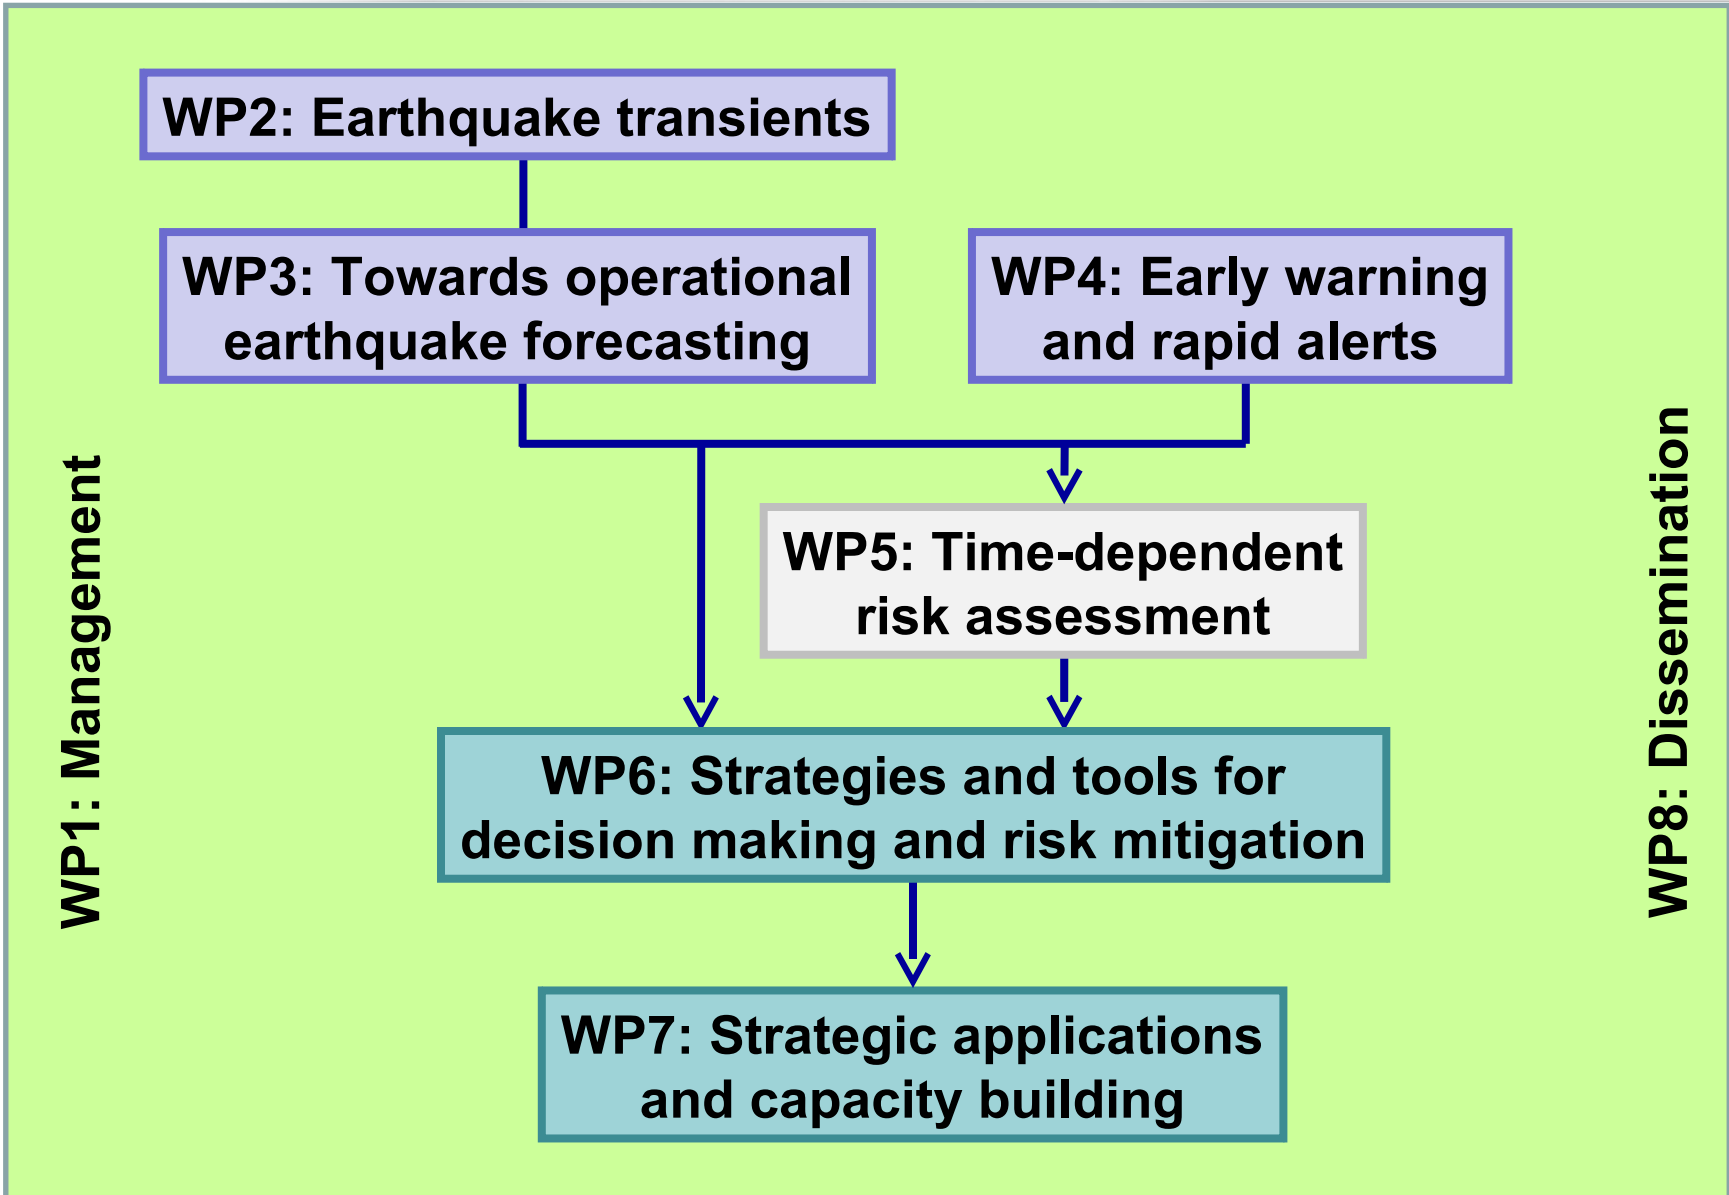 WP2: Earthquake transients
WP3: Towards operational
earthquake forecasting
WP4: Early warning
and rapid alerts
WP1: Management
WP8: Dissemination
WP5: Time-dependent
risk assessment
WP6: Strategies and tools for
decision making and risk mitigation
WP7: Strategic applications
and capacity building